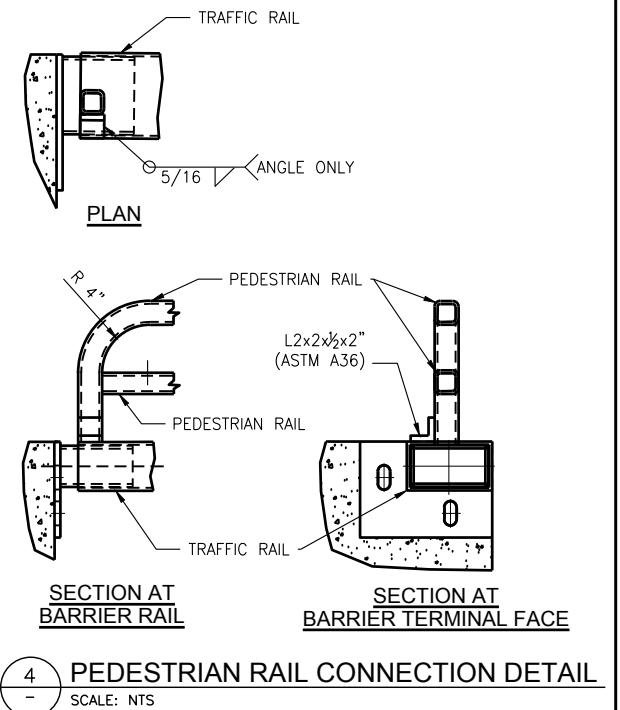 TRAFFIC RAIL
5/16
ANGLE ONLY
PLAN
R 4"
PEDESTRIAN RAIL
L2x2x½x2"
(ASTM A36)
PEDESTRIAN RAIL
TRAFFIC RAIL
SECTION AT
BARRIER RAIL
SECTION AT
BARRIER TERMINAL FACE
4
-
PEDESTRIAN RAIL CONNECTION DETAIL
SCALE: NTS